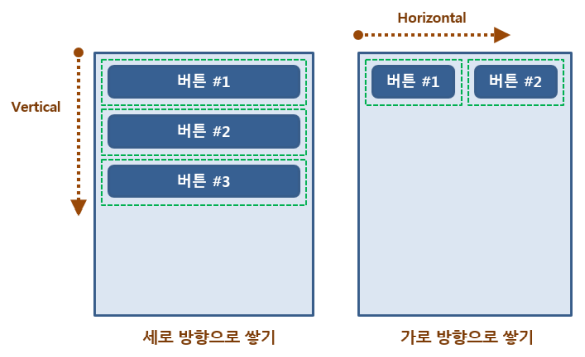 Vertical
버튼 #1
버튼 #2
버튼 #3
세로 방향으로 쌓기
Horizontal
버튼 #1
버튼 #2
가로 방향으로 쌓기